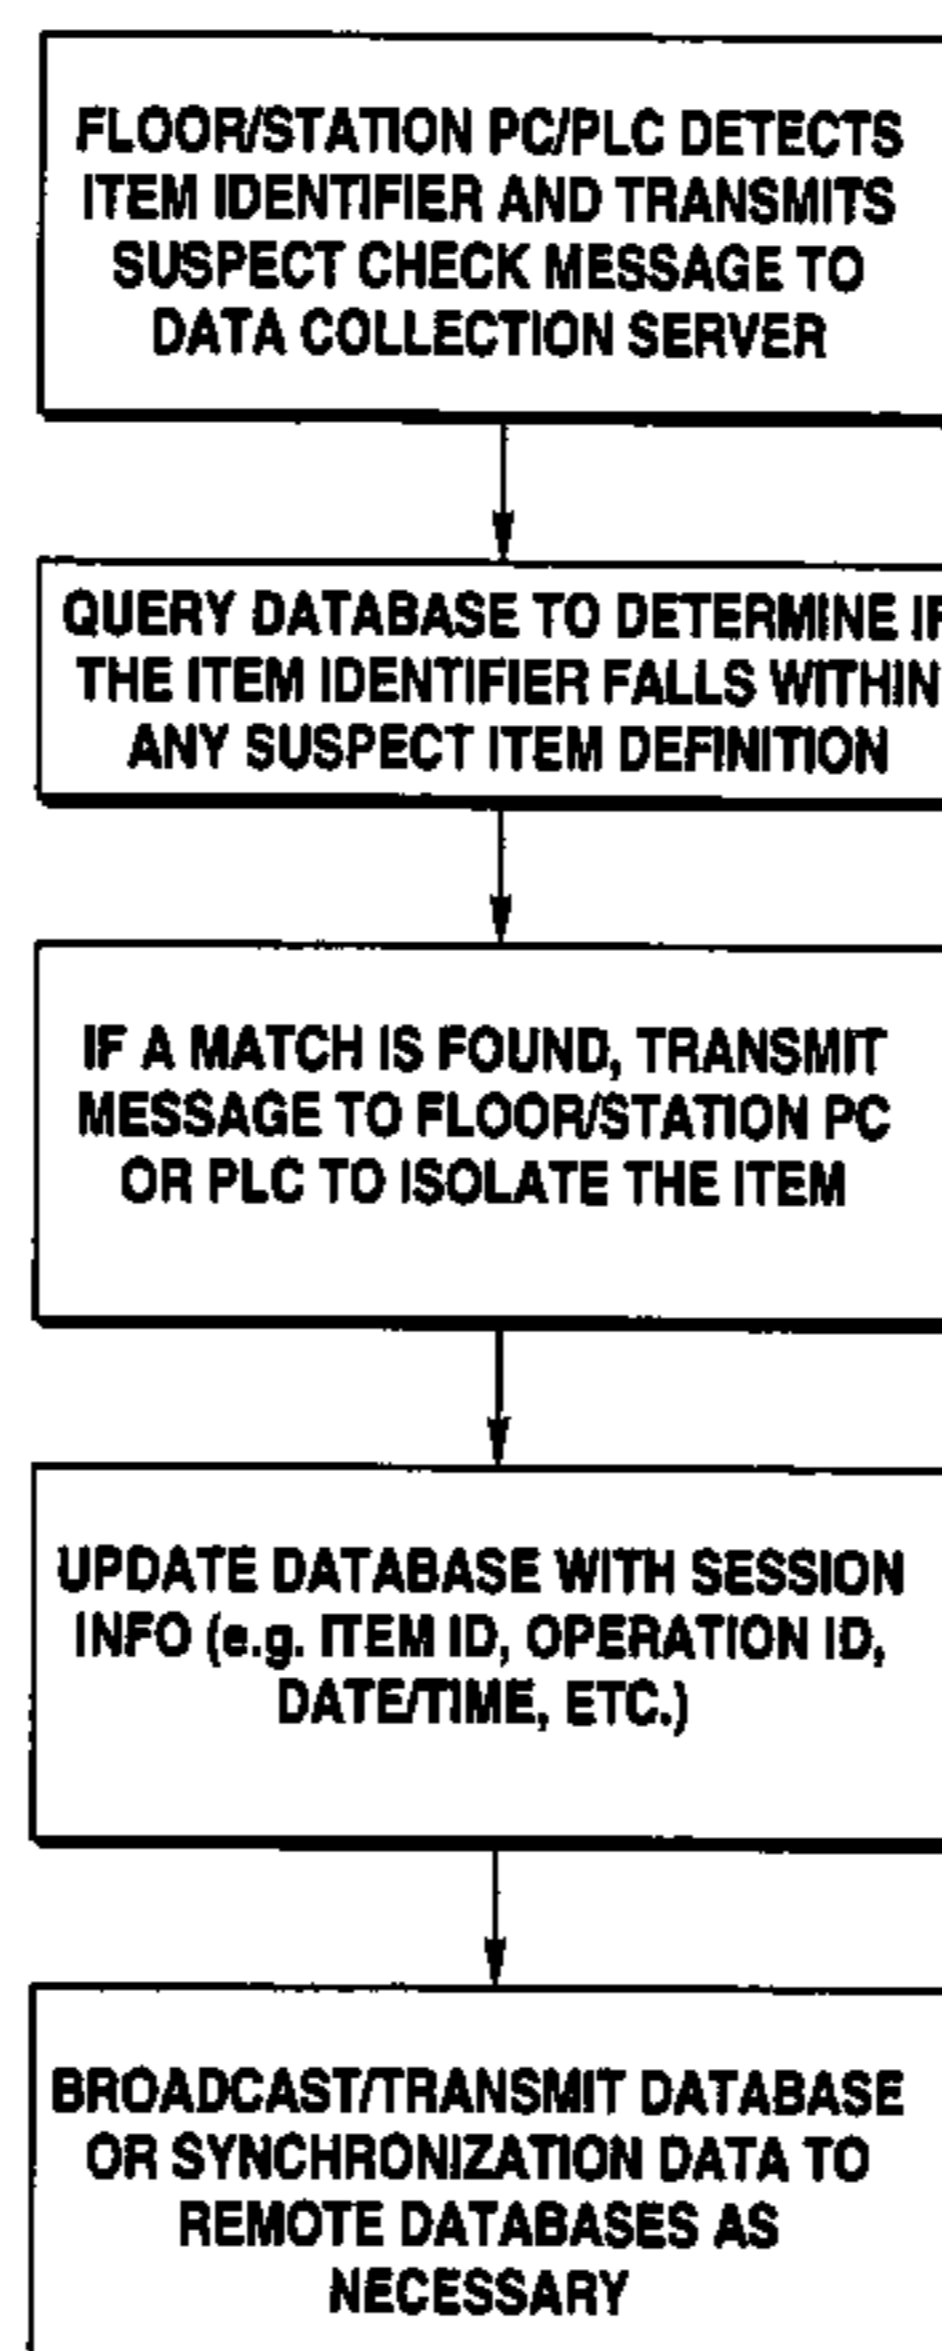 FLOOR/STATION PC/PLC DETECTS
ITEM IDENTIFIER AND TRANSMITS
SUSPECT CHECK MESSAGE TO
DATA COLLECTION SERVER
QUERY DATABASE TO DETERMINE IF
THE ITEM IDENTIFIER FALLS WITHIN
ANY SUSPECT ITEM DEFINITION
IF A MATCH IS FOUND, TRANSMIT
MESSAGE TO FLOOR/STATION PC
OR PLC TO ISOLATE THE ITEM
UPDATE DATABASE WITH SESSION
INFO (e.g. ITEM ID, OPERATION ID,
DATE/TIME, ETC.)
BROADCAST/TRANSMIT DATABASE
OR SYNCHRONIZATION DATA TO
REMOTE DATABASES AS
NECESSARY